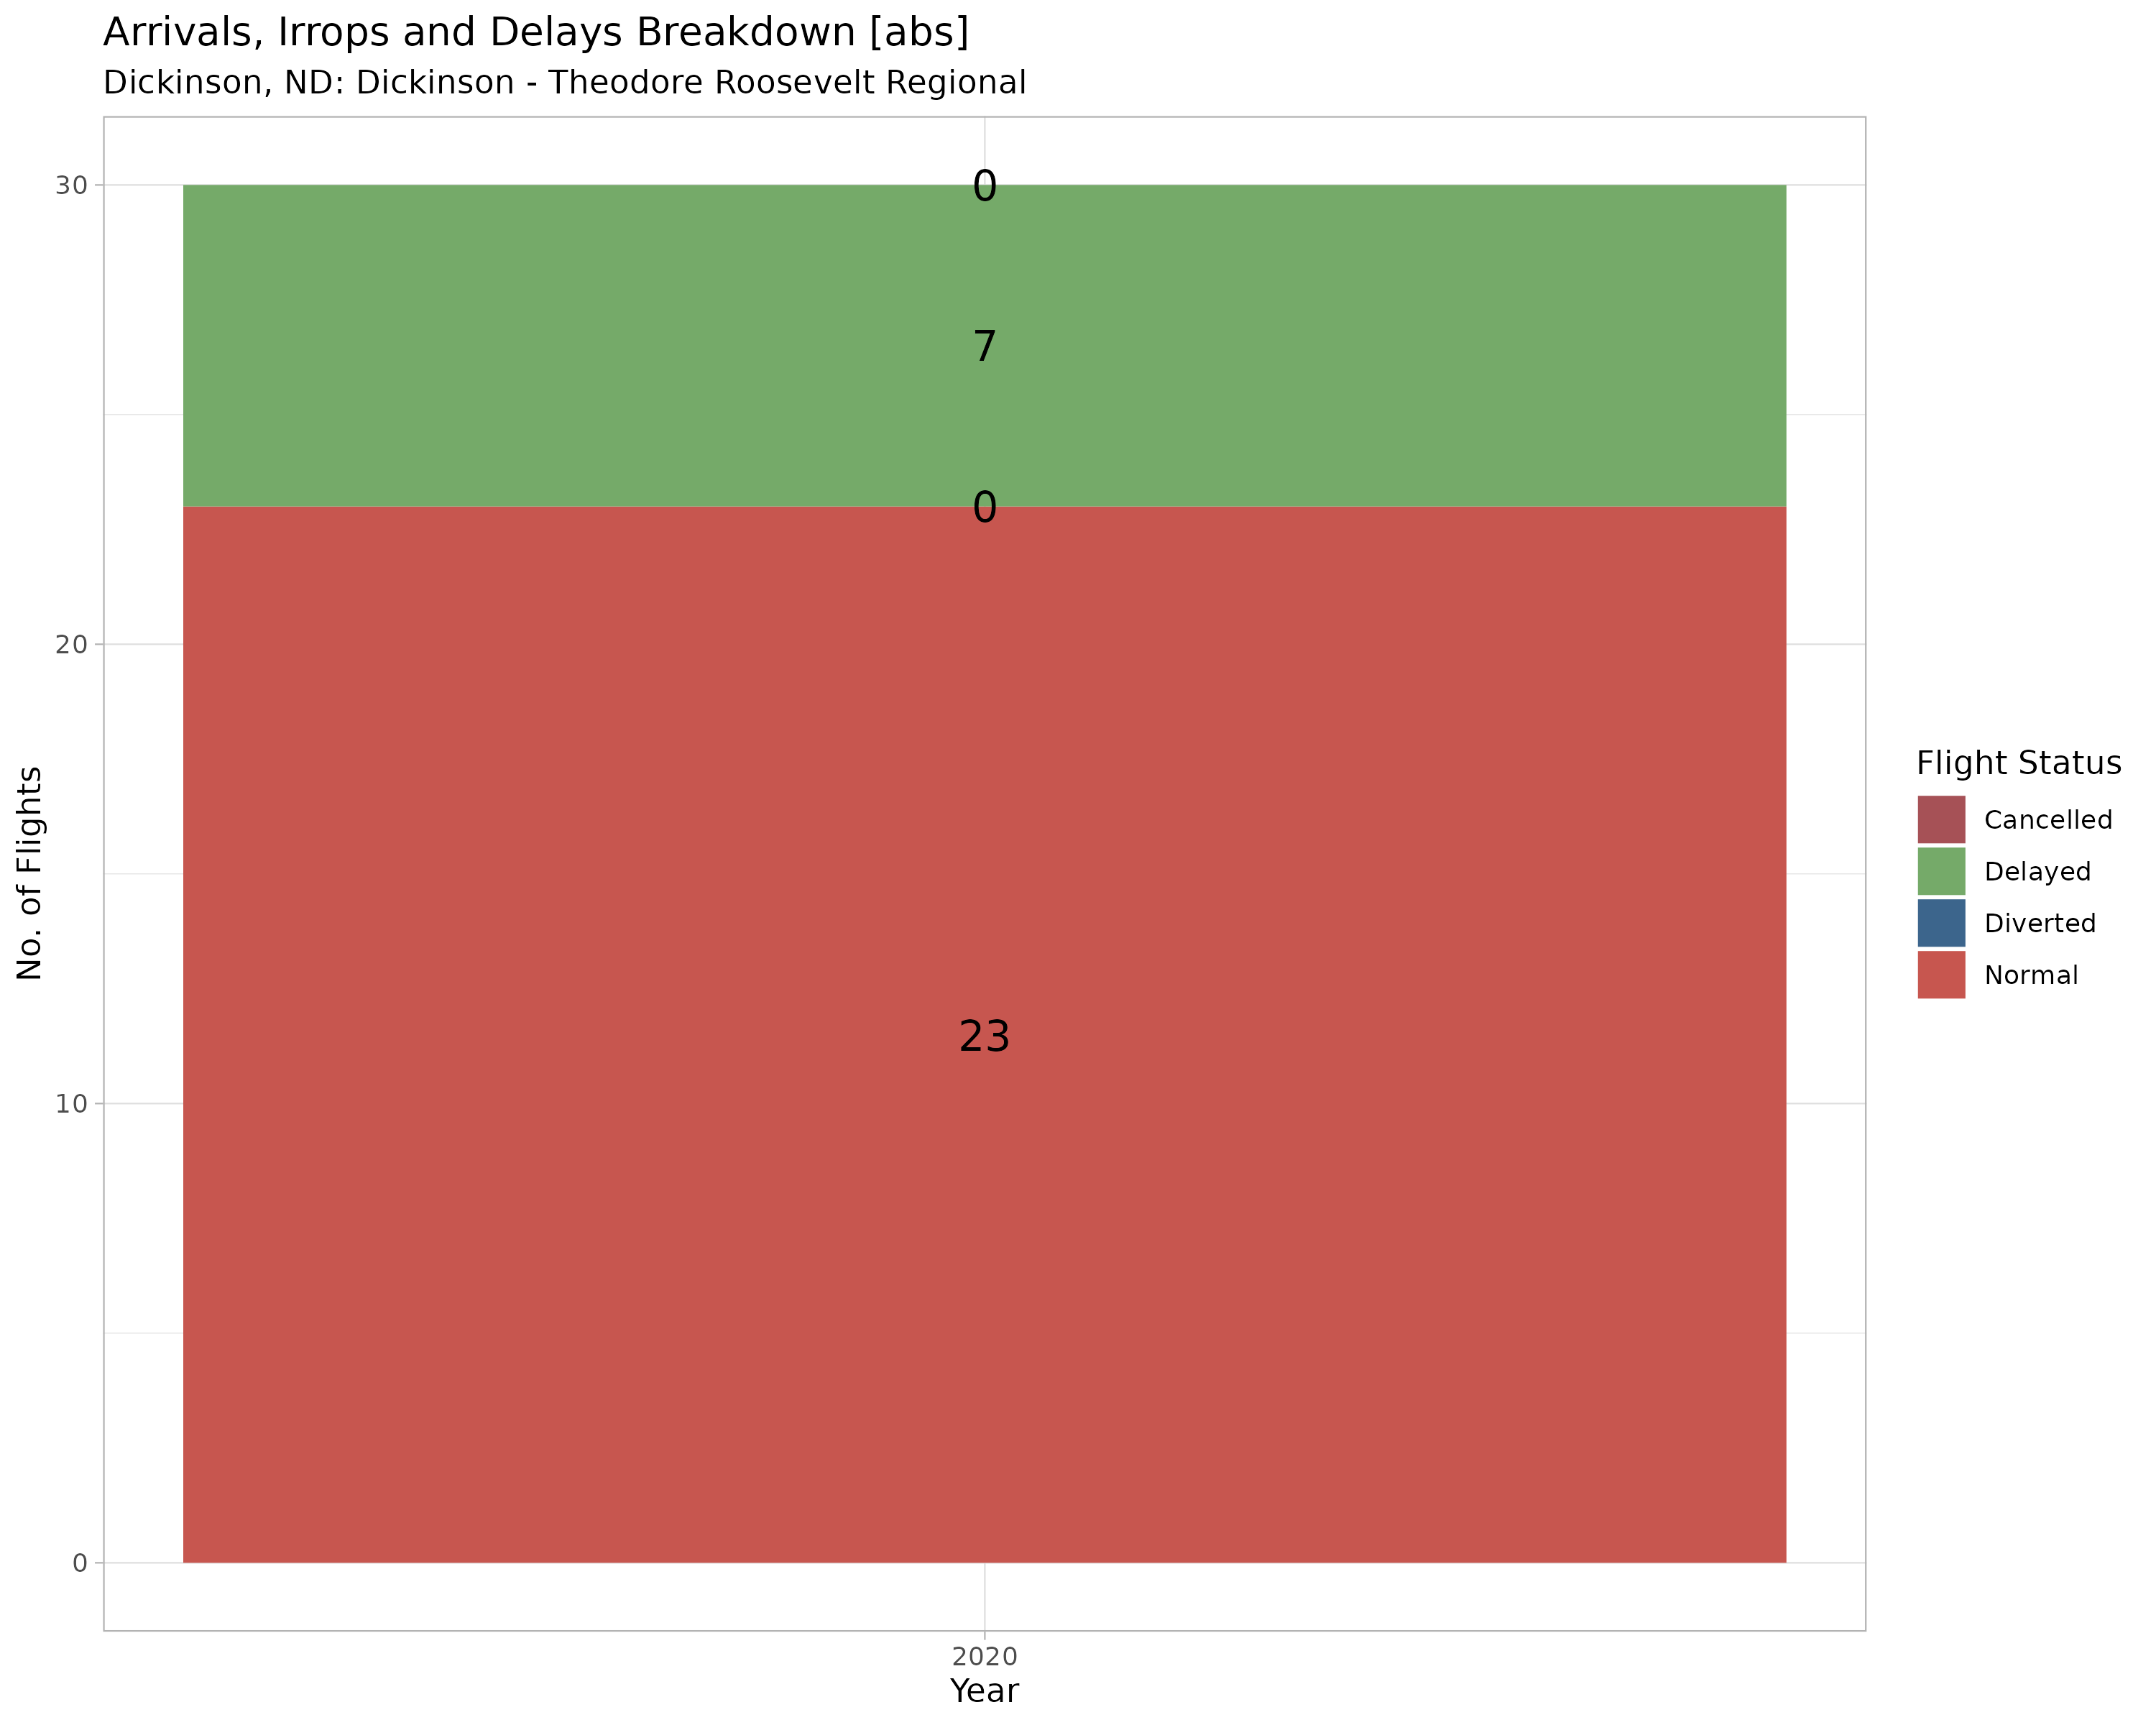 Arrivals, Irrops and Delays Breakdown [abs]
Dickinson, ND: Dickinson - Theodore Roosevelt Regional
No. of Flights
30
20
10
0
0
7
0
23
2020
Year
Flight Status
Cancelled
Delayed
Diverted
Normal